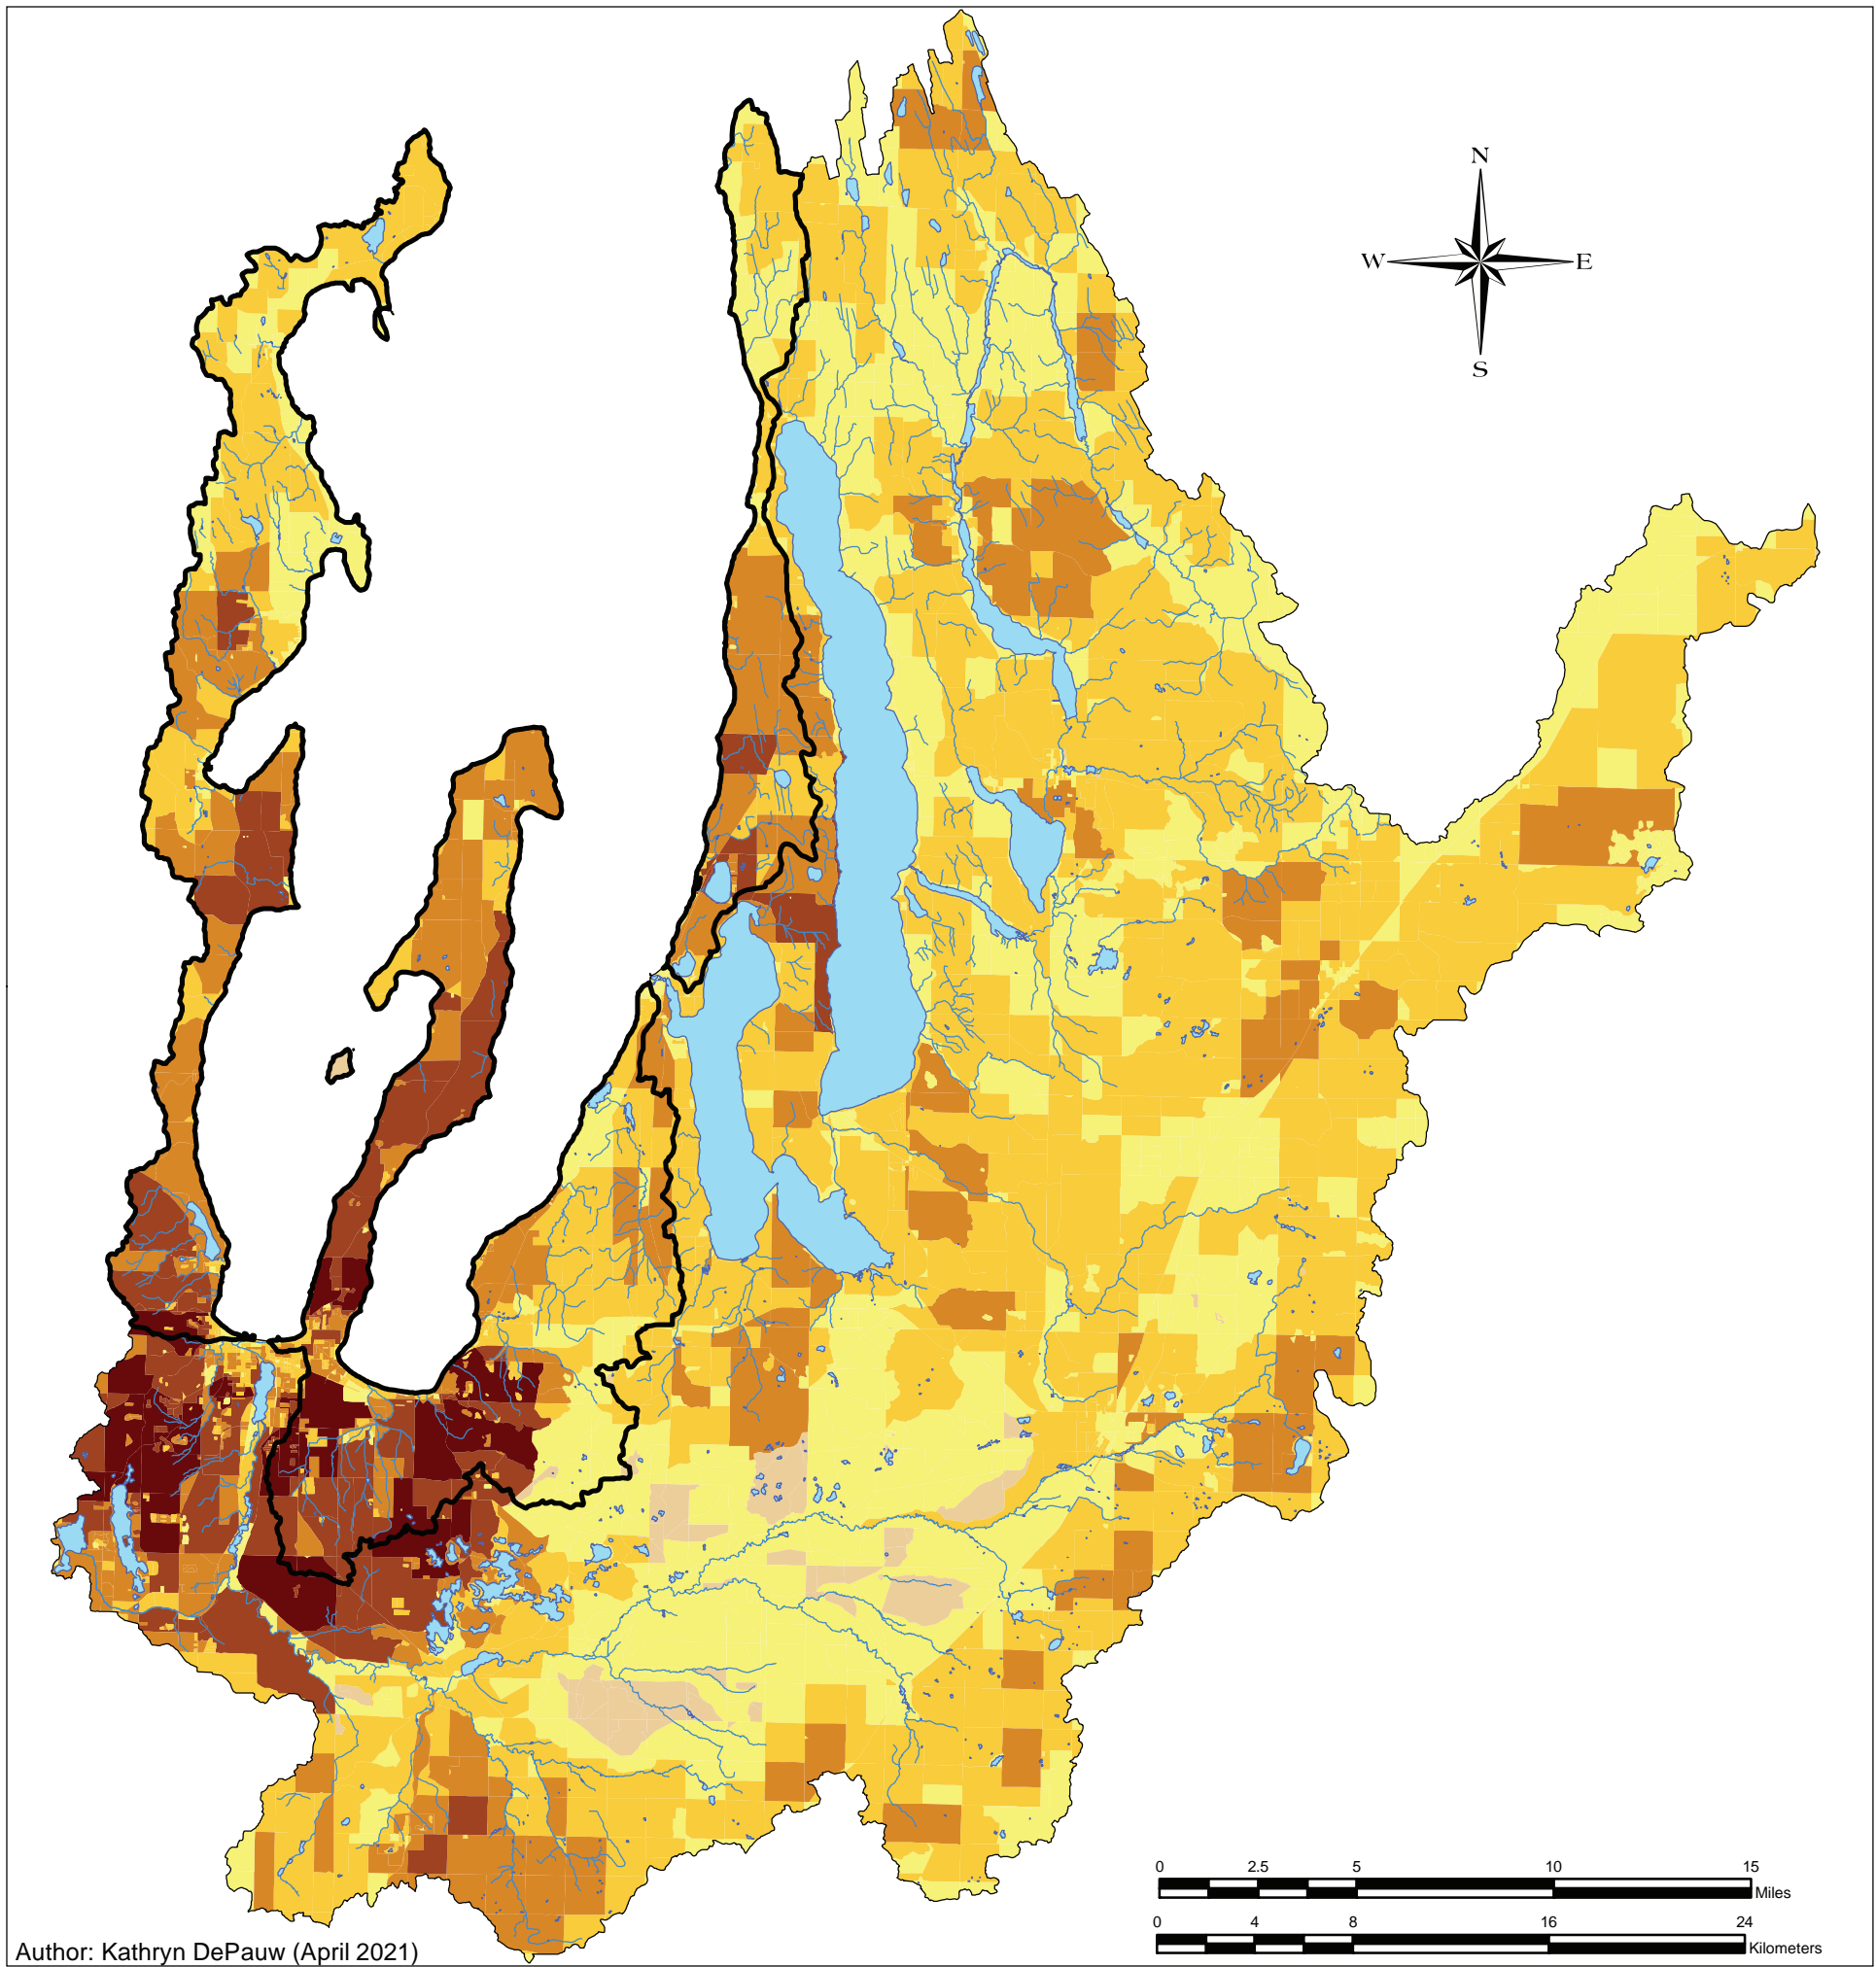 N
W E
S
0 2.5 5 10 15
Miles
0 4 8 16 24
Kilometers
Author: Kathryn DePauw (April 2021)